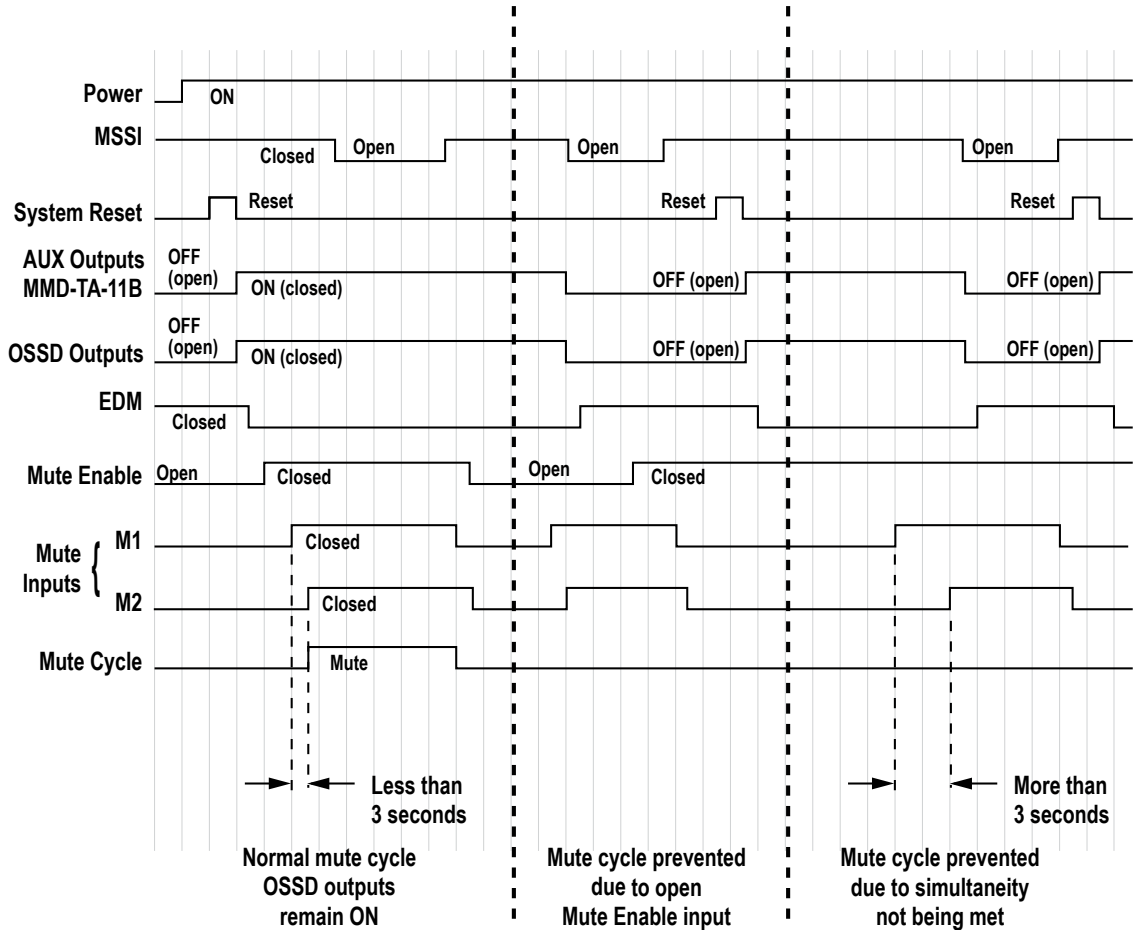 Power
ON
MSSI
Closed
Open
Open
Open
System Reset
Reset
Reset
Reset
AUX Outputs
MMD-TA-11B
OFF
(open)
ON (closed)
OFF (open)
OFF (open)
OSSD Outputs
OFF
(open)
ON (closed)
OFF (open)
OFF (open)
EDM
Closed
Mute Enable
Open
Closed
Open
Closed
Mute
Inputs
{
M1
Closed
M2
Closed
Mute Cycle
Mute
Less than
3 seconds
More than
3 seconds
Normal mute cycle
OSSD outputs
remain ON
Mute cycle prevented
due to open
Mute Enable input
Mute cycle prevented
due to simultaneity
not being met